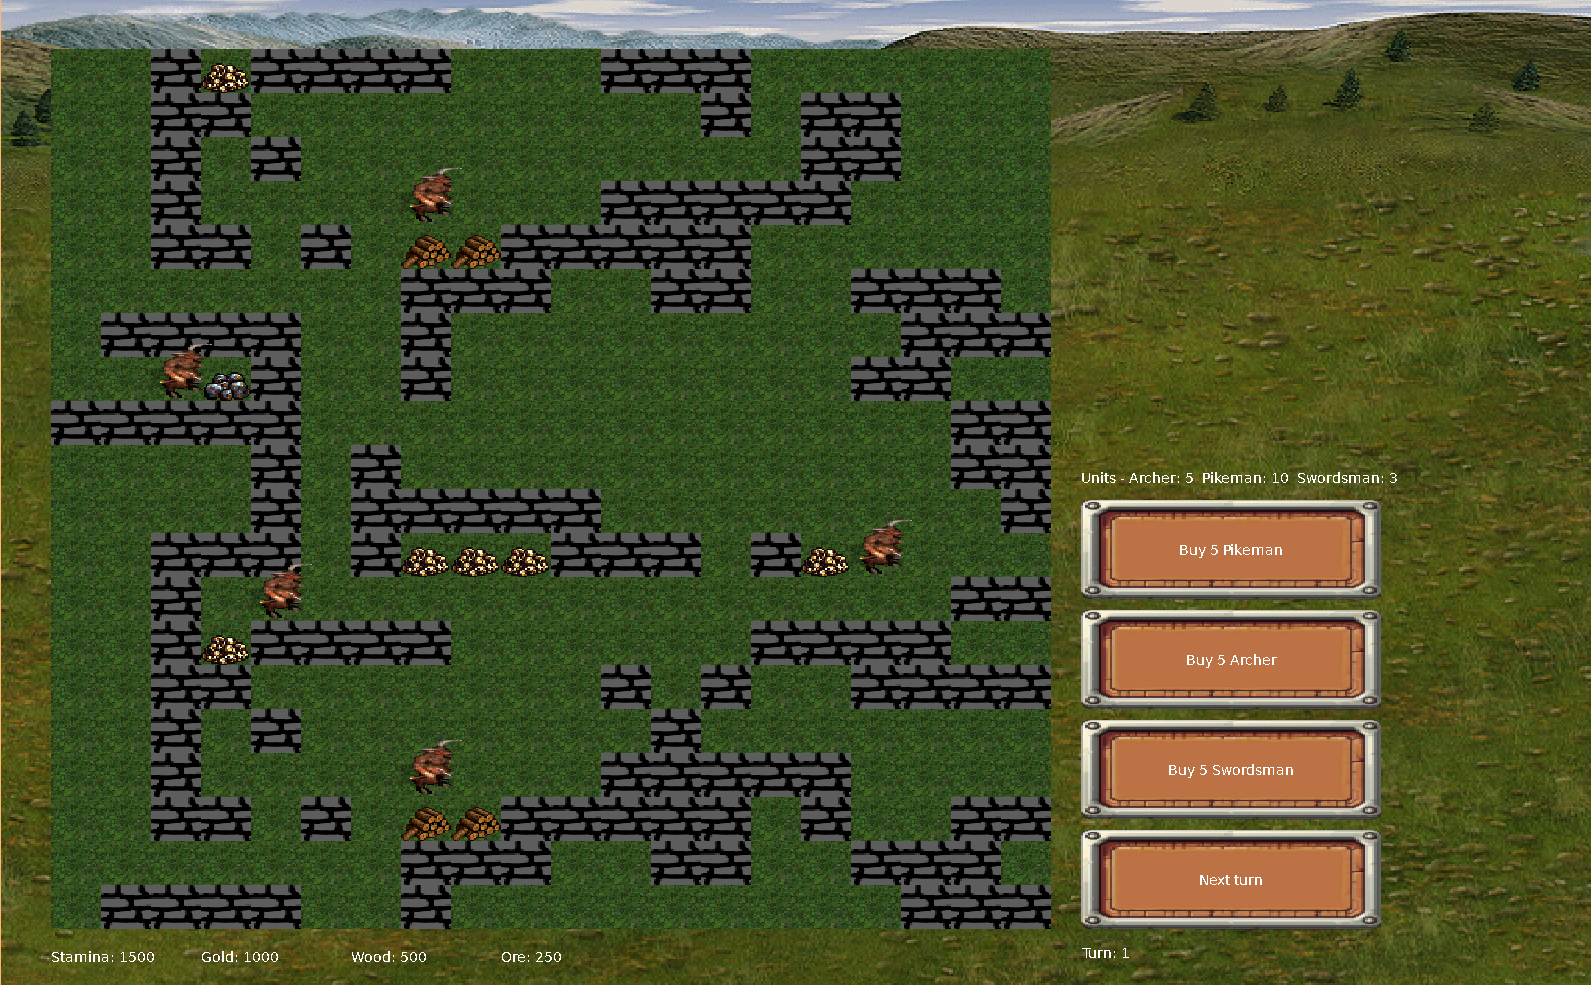 Units - Archer: 5  Pikeman: 10  Swordsman: 3
Buy 5 Pikeman
Buy 5 Archer
Buy 5 Swordsman
Next turn
Stamina: 1500 Gold: 1000 Wood: 500 Ore: 250
Turn: 1